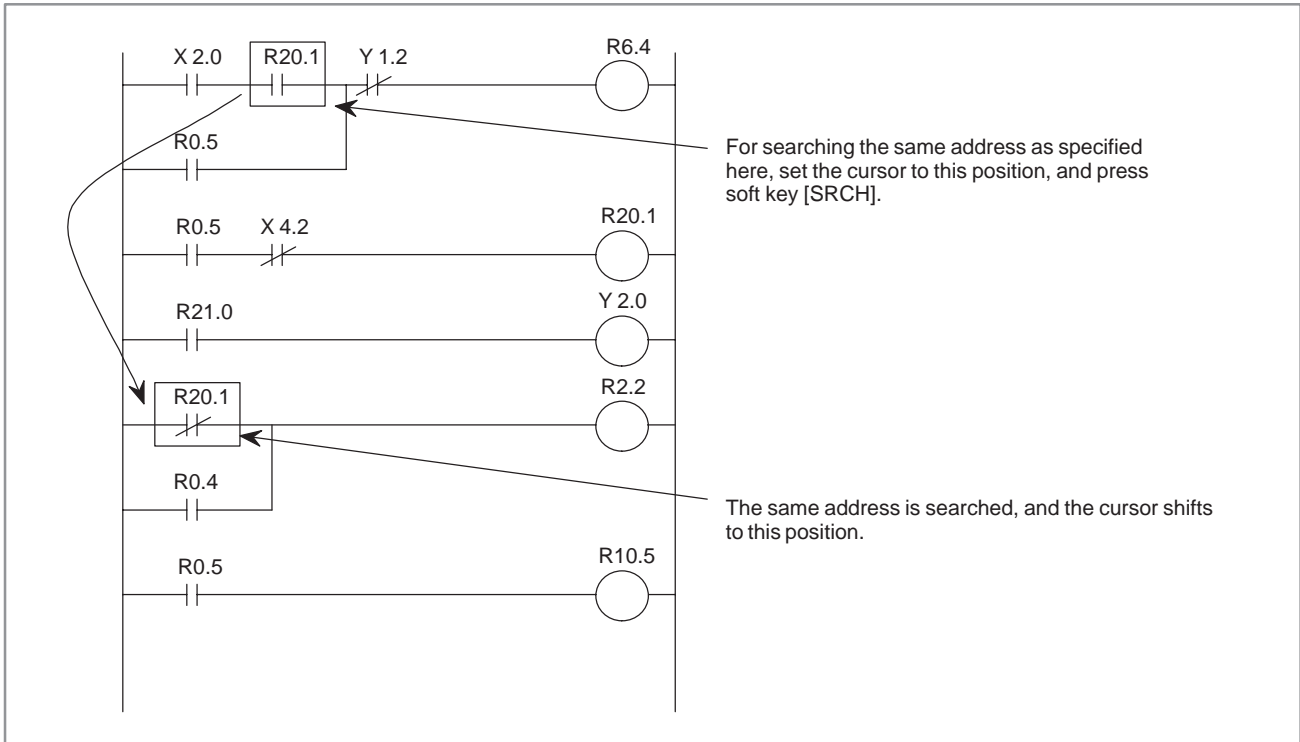 X 2.0 R20.1 Y 1.2 R6.4
R0.5
For searching the same address as specified
here, set the cursor to this position, and press
soft key [SRCH].
R0.5 X 4.2 R20.1
R21.0 Y 2.0
R20.1 R2.2
R0.4
The same address is searched, and the cursor shifts
to this position.
R0.5 R10.5